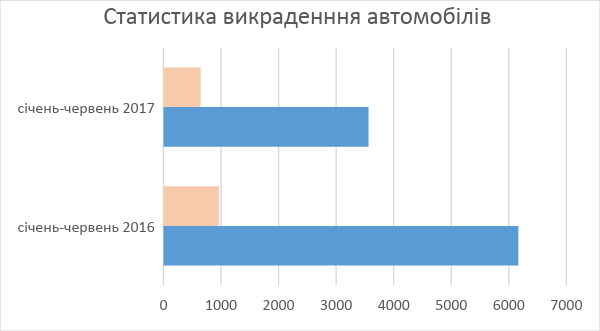 Статистика викраденння автомобілів
січень-червень 2017
січень-червень 2016
0 1000 2000 3000 4000 5000 6000 7000